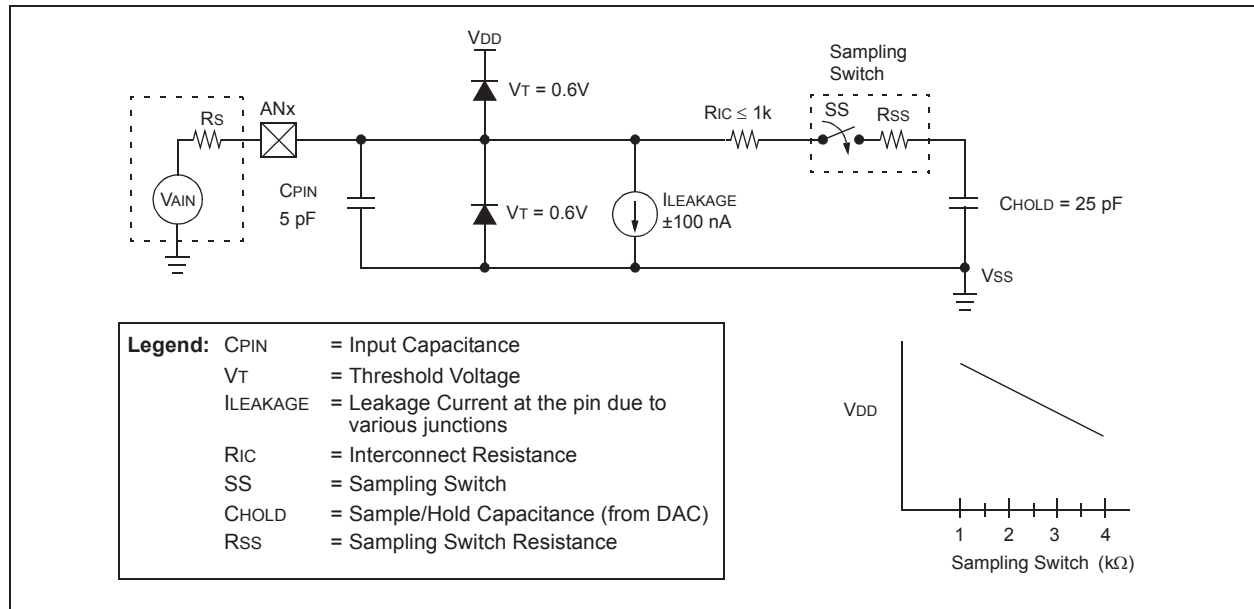 VDD
Sampling
Switch
VT = 0.6V
RIC ≤ 1k
SS
RSS
RS
ANx
VAIN
CPIN
5 pF
VT = 0.6V
ILEAKAGE
±100 nA
CHOLD = 25 pF
VSS
Legend: CPIN = Input Capacitance
VT = Threshold Voltage
ILEAKAGE = Leakage Current at the pin due to
various junctions
RIC = Interconnect Resistance
SS = Sampling Switch
CHOLD = Sample/Hold Capacitance (from DAC)
RSS = Sampling Switch Resistance
VDD
1 2 3 4
Sampling Switch (kΩ)